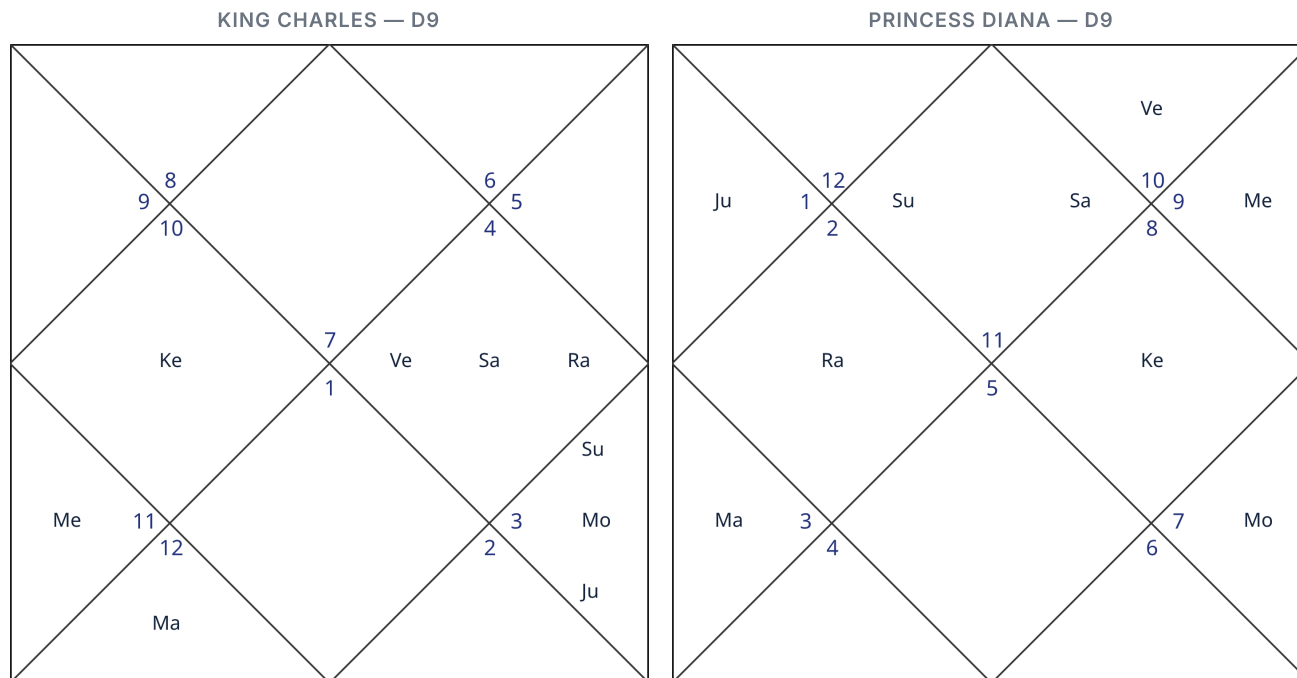 KING CHARLES — D9 PRINCESS DIANA — D9
Ve
8 6 12 10
9 5 Ju 1 Su Sa 9 Me
10 4 2 8
7 11
Ke Ve Sa Ra Ra Ke
1 5
Su
Me 11 3 Mo Ma 3 7 Mo
12 2 4 6
Ju
Ma